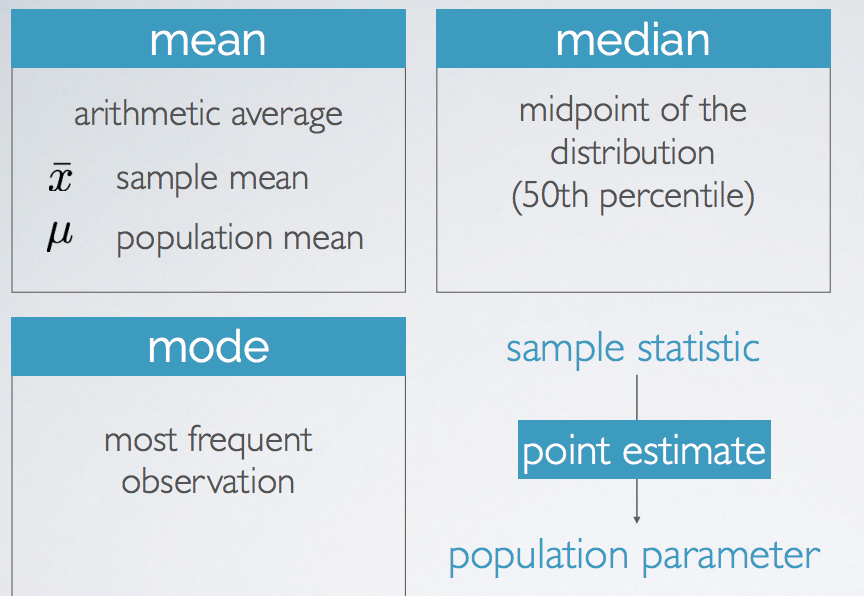 mean
arithmetic average
x̄ sample mean
μ population mean
median
midpoint of the
distribution
(50th percentile)
mode
most frequent
observation
sample statistic
point estimate
population parameter